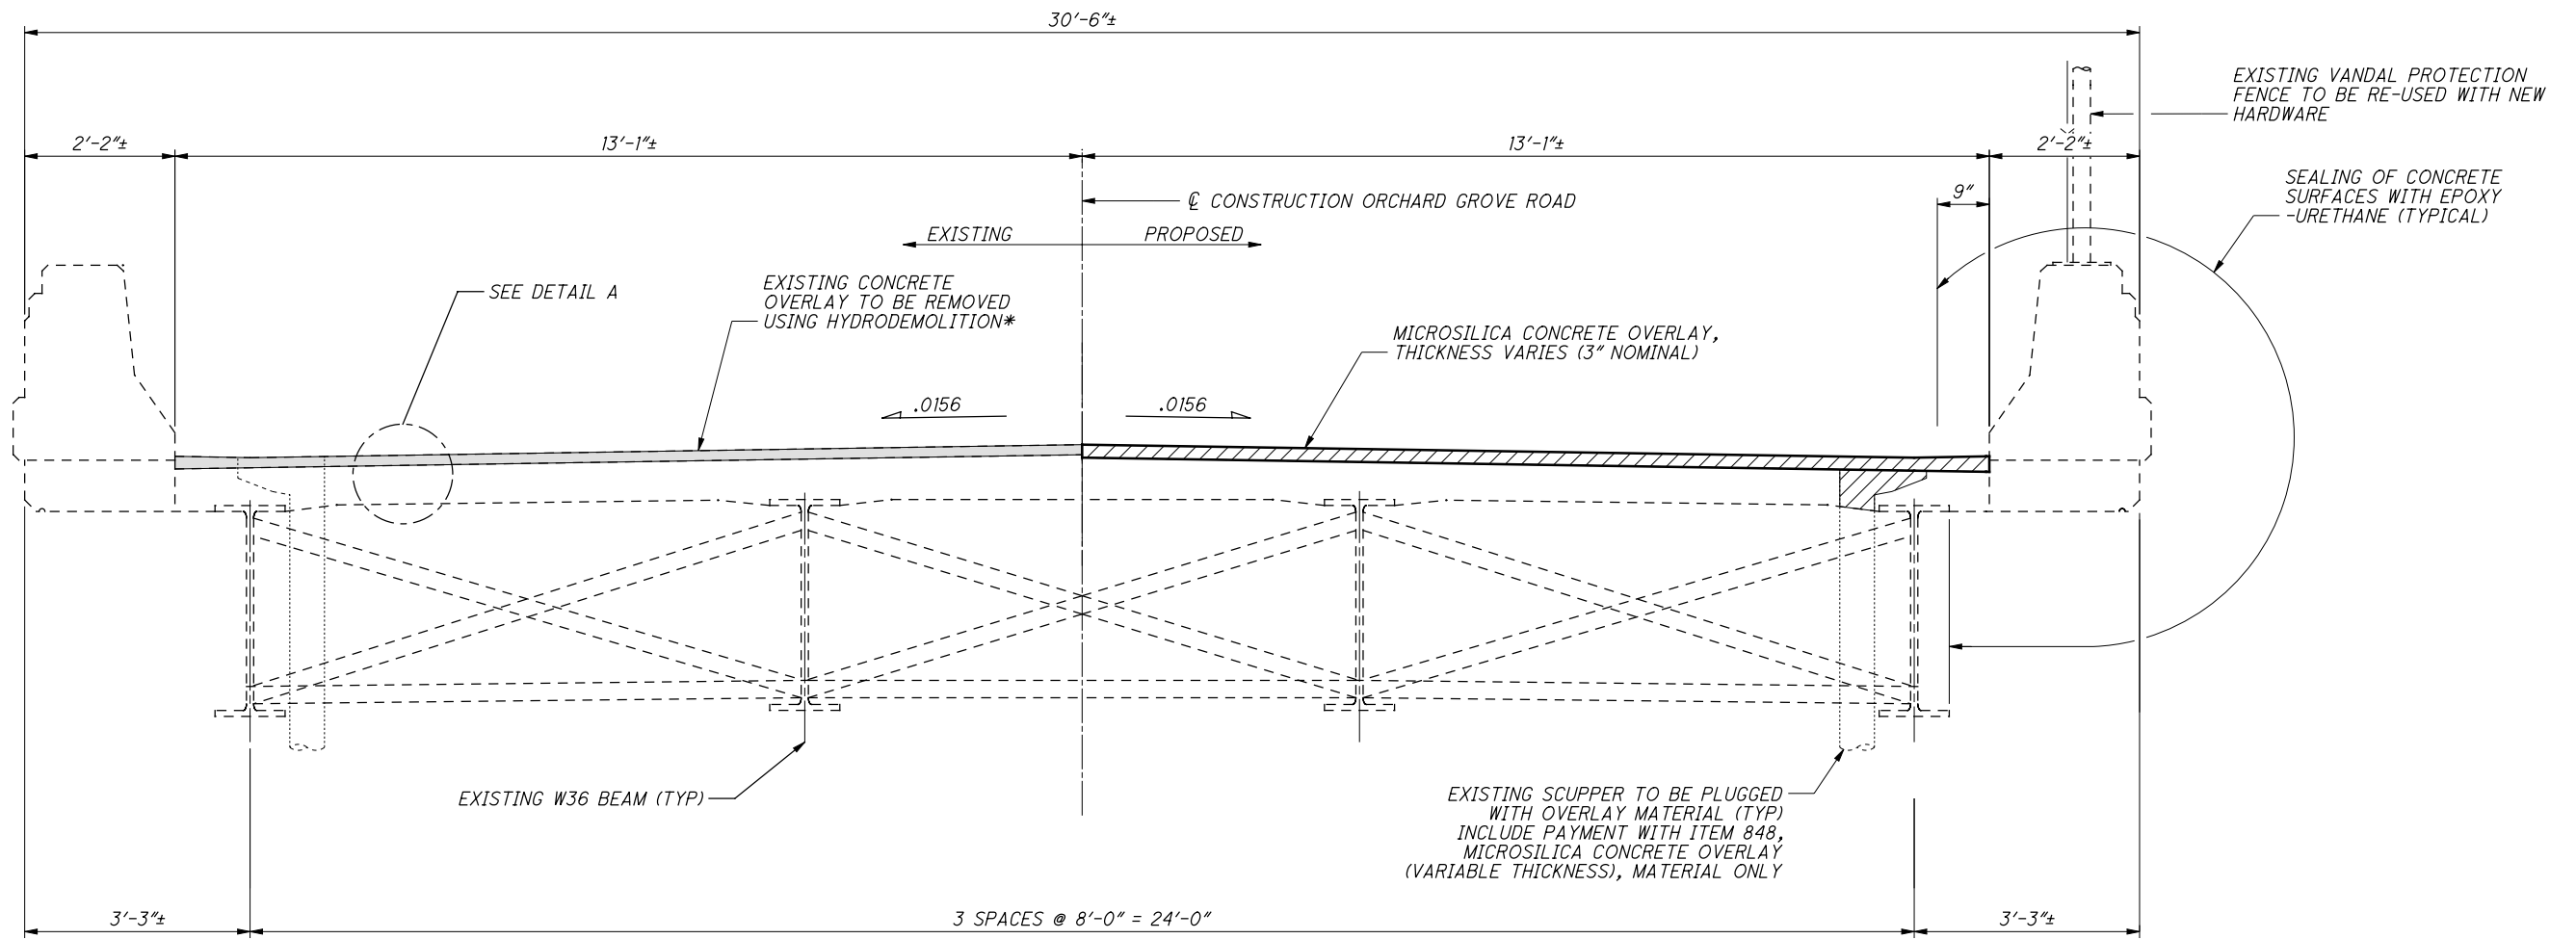 30'-6"±
EXISTING VANDAL PROTECTION
FENCE TO BE RE-USED WITH NEW
HARDWARE
2'-2"±
13'-1"±
13'-1"±
2'-2"±
SEALING OF CONCRETE
SURFACES WITH EPOXY
-URETHANE (TYPICAL)
9"
℄ CONSTRUCTION ORCHARD GROVE ROAD
EXISTING
PROPOSED
SEE DETAIL A
EXISTING CONCRETE
OVERLAY TO BE REMOVED
USING HYDRODEMOLITION*
MICROSILICA CONCRETE OVERLAY,
THICKNESS VARIES (3" NOMINAL)
.0156
.0156
EXISTING W36 BEAM (TYP)
EXISTING SCUPPER TO BE PLUGGED
WITH OVERLAY MATERIAL (TYP)
INCLUDE PAYMENT WITH ITEM 848,
MICROSILICA CONCRETE OVERLAY
(VARIABLE THICKNESS), MATERIAL ONLY
3'-3"±
3 SPACES @ 8'-0" = 24'-0"
3'-3"±